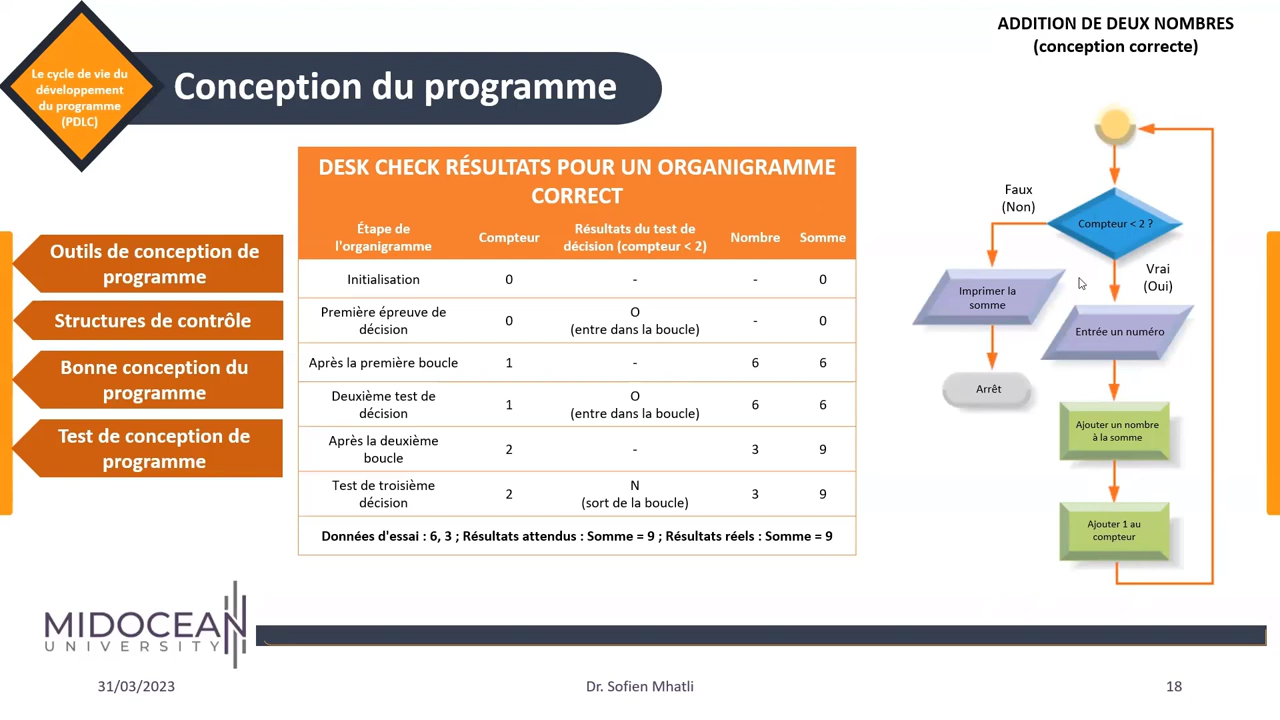 ADDITION DE DEUX NOMBRES
(conception correcte)
Le cycle de vie du
développement
du programme
(PDLC)
Conception du programme
Outils de conception de
programme
Structures de contrôle
Bonne conception du
programme
Test de conception de
programme
DESK CHECK RÉSULTATS POUR UN ORGANIGRAMME
CORRECT
Étape de
l'organigramme
Compteur
Résultats du test de
décision (compteur < 2)
Nombre
Somme
Initialisation 0 - - 0
Première épreuve de
décision
0
O
(entre dans la boucle)
- 0
Après la première boucle 1 - 6 6
Deuxième test de
décision
1
O
(entre dans la boucle)
6 6
Après la deuxième
boucle
2 - 3 9
Test de troisième
décision
2
N
(sort de la boucle)
3 9
Données d'essai : 6, 3 ; Résultats attendus : Somme = 9 ; Résultats réels : Somme = 9
Faux
(Non)
Compteur < 2 ?
Vrai
(Oui)
Imprimer la
somme
Entrée un numéro
Arrêt
Ajouter un nombre
à la somme
Ajouter 1 au
compteur
MIDOCEAN
UNIVERSITY
31/03/2023
Dr. Sofien Mhatli
18